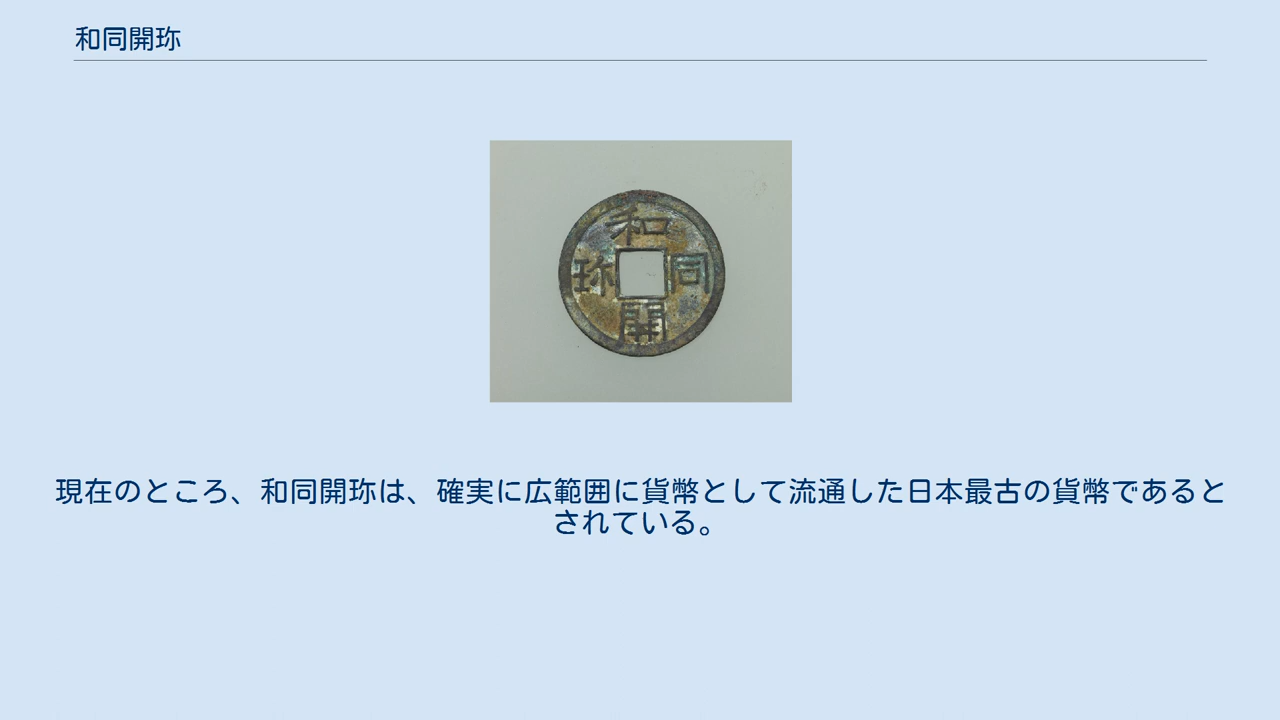 和同開珎
和
同
開
珎
現在のところ、和同開珎は、確実に広範囲に貨幣として流通した日本最古の貨幣であると
されている。